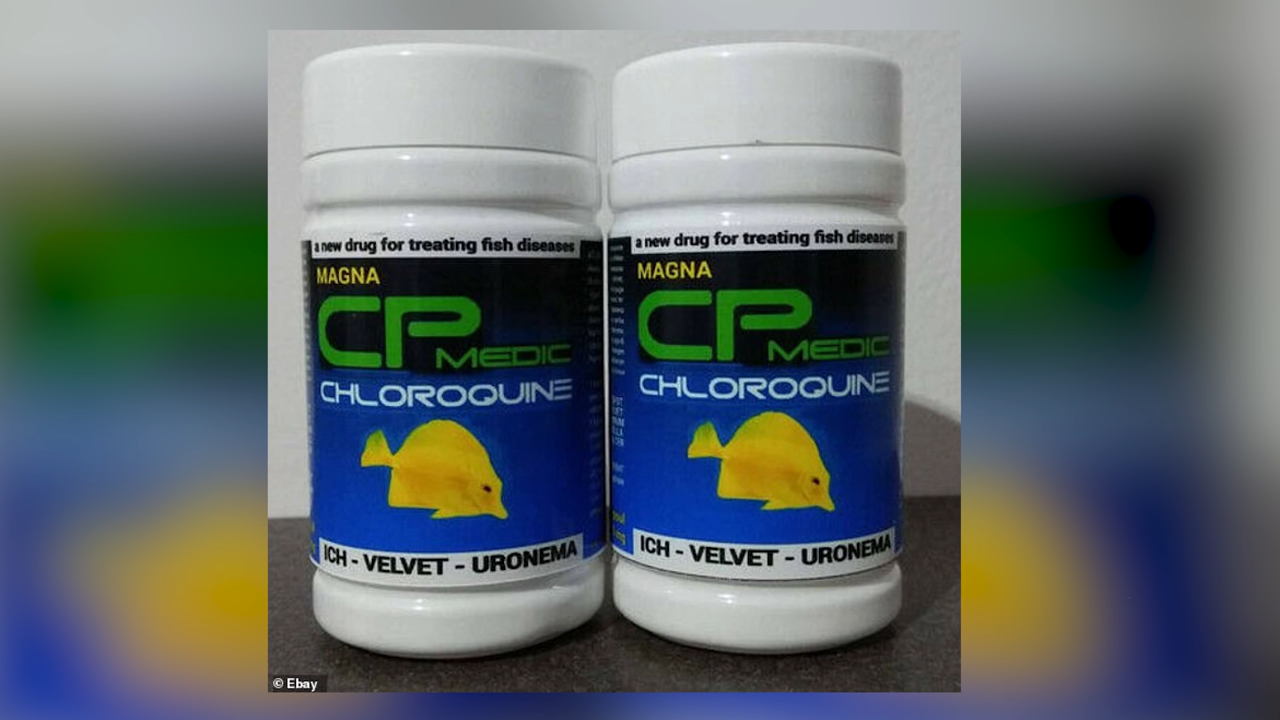 a new drug for treating fish diseases
MAGNA
CP
MEDIC
CHLOROQUINE
ICH - VELVET - URONEMA
a new drug for treating fish diseases
MAGNA
CP
MEDIC
CHLOROQUINE
ICH - VELVET - URONEMA
© Ebay